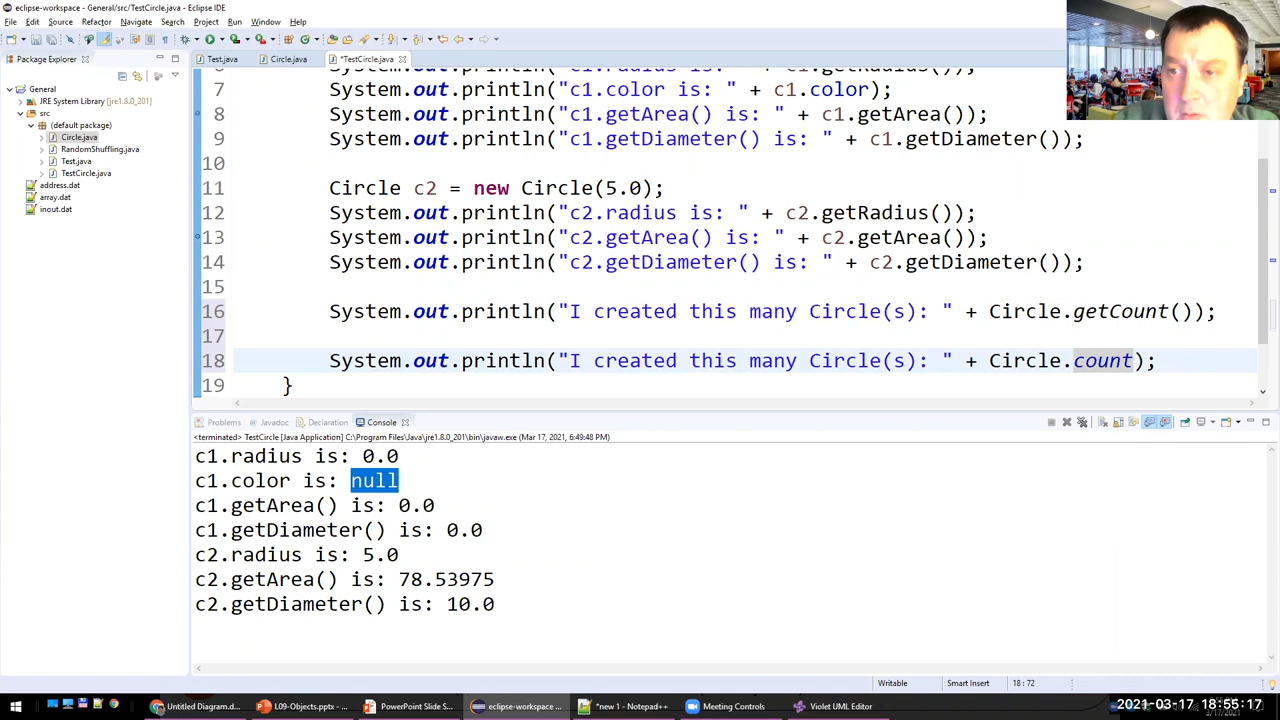 eclipse-workspace - General/src/TestCircle.java - Eclipse IDE
File Edit Source Refactor Navigate Search Project Run Window Help
Package Explorer
Test.java Circle.java *TestCircle.java
General
JRE System Library [jre1.8.0_201]
src
(default package)
Circle.java
RandomShuffling.java
Test.java
TestCircle.java
address.dat
array.dat
inout.dat
7 System.out.println("c1.color is: " + c1.color);
8 System.out.println("c1.getArea() is: " + c1.getArea());
9 System.out.println("c1.getDiameter() is: " + c1.getDiameter());
10
11 Circle c2 = new Circle(5.0);
12 System.out.println("c2.radius is: " + c2.getRadius());
13 System.out.println("c2.getArea() is: " + c2.getArea());
14 System.out.println("c2.getDiameter() is: " + c2.getDiameter());
15
16 System.out.println("I created this many Circle(s): " + Circle.getCount());
17
18 System.out.println("I created this many Circle(s): " + Circle.count);
19 }
Problems Javadoc Declaration Console
<terminated> TestCircle [Java Application] C:\Program Files\Java\jre1.8.0_201\bin\javaw.exe (Mar 17, 2021, 6:49:48 PM)
c1.radius is: 0.0
c1.color is: null
c1.getArea() is: 0.0
c1.getDiameter() is: 0.0
c2.radius is: 5.0
c2.getArea() is: 78.53975
c2.getDiameter() is: 10.0
Writable Smart Insert 18 : 72
Untitled Diagram.d... L09-Objects.pptx - ... PowerPoint Slide S... eclipse-workspace ... *new 1 - Notepad++ Meeting Controls Violet UML Editor
2021-03-17 18:55:17